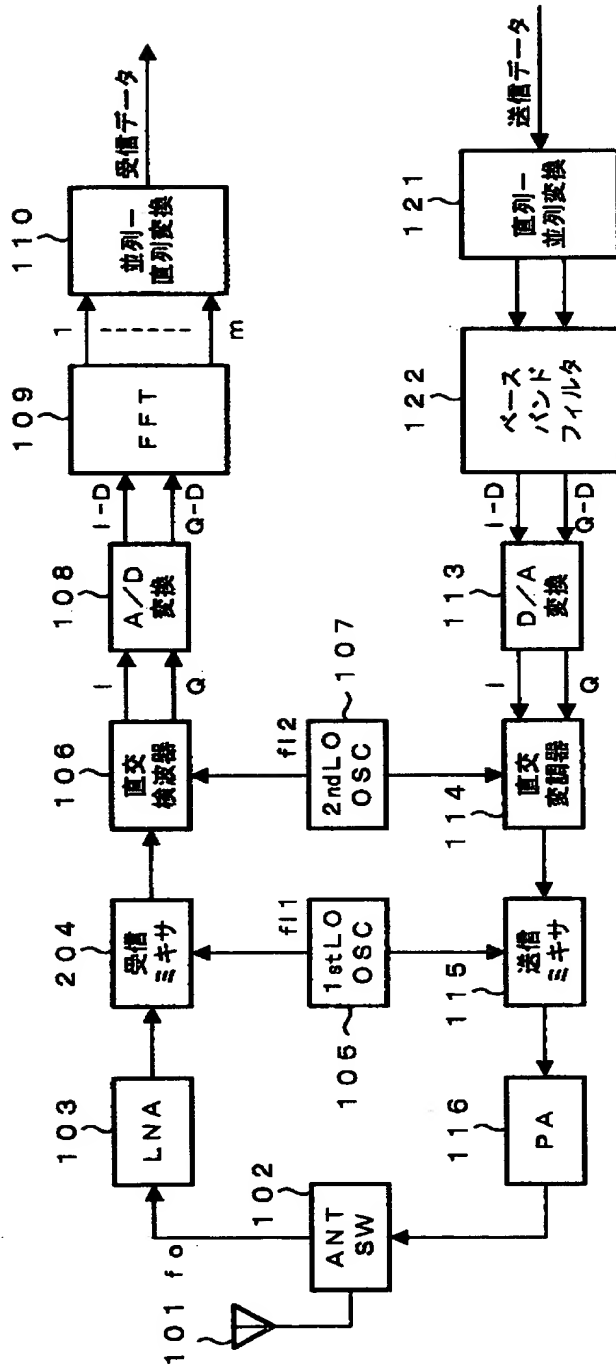 101
fo
102
ANT
SW
103
LNA
204
受信
ミキサ
106
直交
検波器
I
Q
108
A/D
変換
I-D
Q-D
109
FFT
1
m
110
並列ー
直列変換
受信データ
fl1
1stLO
OSC
105
fl2
2ndLO
OSC
107
116
PA
115
送信
ミキサ
114
直交
変調器
I
Q
113
D/A
変換
I-D
Q-D
122
ベース
バンド
フィルタ
121
直列ー
並列変換
送信データ